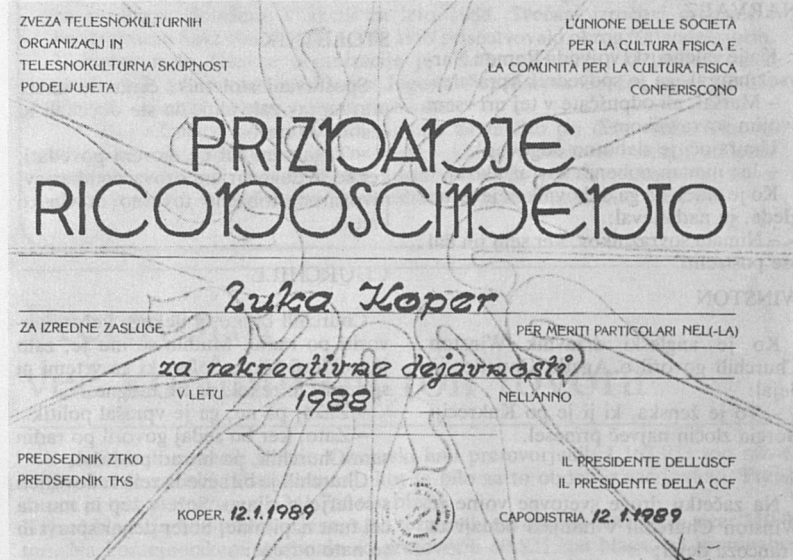 ZVEZA TELESNOKULTURNIH
ORGANIZACIJ IN
TELESNOKULTURNA SKUPNOST
PODELJUJETA
L'UNIONE DELLE SOCIETÀ
PER LA CULTURA FISICA E
COMUNITÀ PER LA CULTURA FISICA
CONFERISCONO
PRIZNANJE
RICONOSCIMENTO
Luka Koper
ZA IZREDNE ZASLUGE
PER MERITI PARTICOLARI NEL(-LA)
za rekreativne dejavnosti
V LETU 1988 NELL'ANNO
PREDSEDNIK ZTKO
PREDSEDNIK TKS
IL PRESIDENTE DELL'USCF
IL PRESIDENTE DELLA CCF
KOPER, 12.1.1989
CAPODISTRIA, 12.1.1989